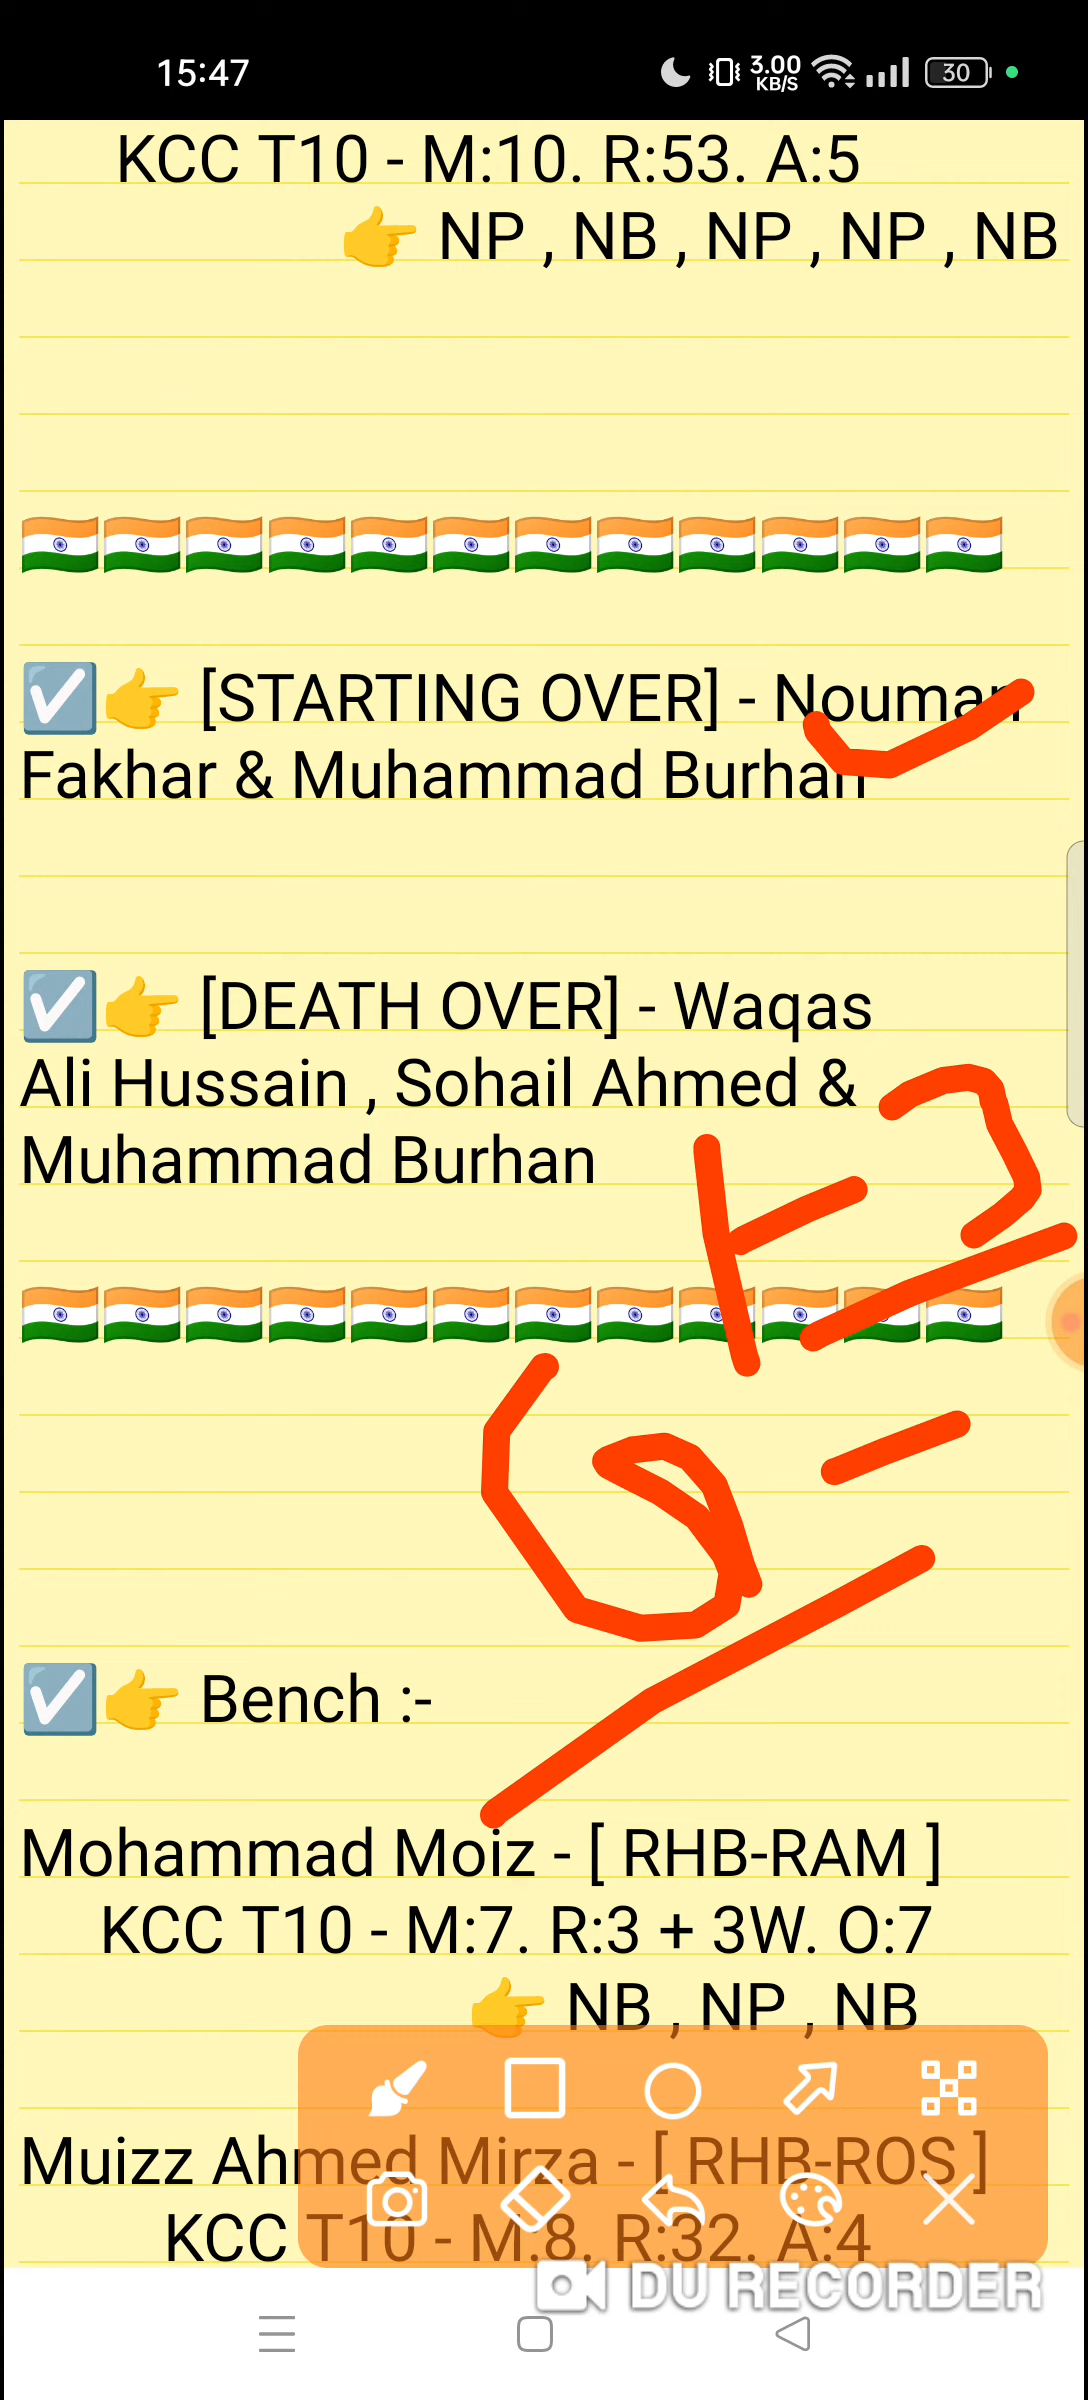 15:47
3.00
KB/S
30
KCC T10 - M:10. R:53. A:5
👉 NP , NB , NP , NP , NB
🇮🇳🇮🇳🇮🇳🇮🇳🇮🇳🇮🇳🇮🇳🇮🇳🇮🇳🇮🇳🇮🇳🇮🇳
☑️👉 [STARTING OVER] - Nouman
Fakhar & Muhammad Burhan
☑️👉 [DEATH OVER] - Waqas
Ali Hussain , Sohail Ahmed &
Muhammad Burhan
🇮🇳🇮🇳🇮🇳🇮🇳🇮🇳🇮🇳🇮🇳🇮🇳🇮🇳🇮🇳🇮🇳🇮🇳
☑️👉 Bench :-
Mohammad Moiz - [ RHB-RAM ]
KCC T10 - M:7. R:3 + 3W. O:7
👉 NB , NP , NB
Muizz Ahmed Mirza - [ RHB-ROS ]
KCC T10 - M:8. R:32. A:4
DU RECORDER